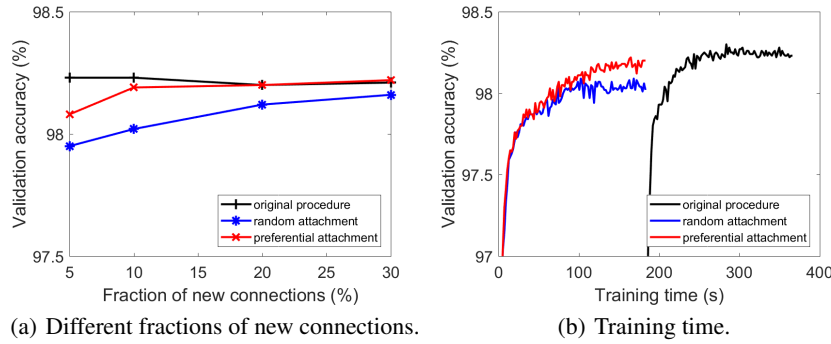 98.5
98
97.5
Validation accuracy (%)
original procedure
random attachment
preferential attachment
5 10 15 20 25 30
Fraction of new connections (%)
(a) Different fractions of new connections.
98.5
98
97.5
97
Validation accuracy (%)
original procedure
random attachment
preferential attachment
0 100 200 300 400
Training time (s)
(b) Training time.